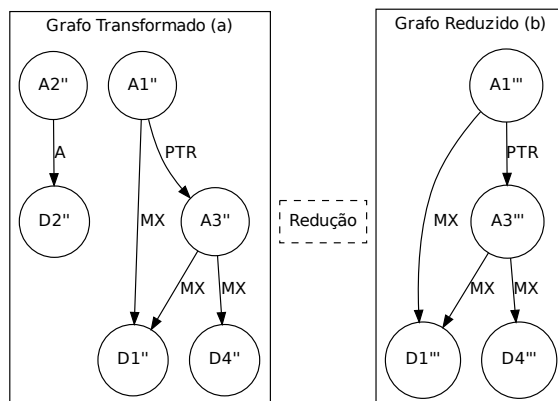 Grafo Transformado (a)
A2''
A1''
A
PTR
D2''
MX
A3''
MX
MX
D1''
D4''
Redução
Grafo Reduzido (b)
A1'''
PTR
MX
A3'''
MX
MX
D1'''
D4'''